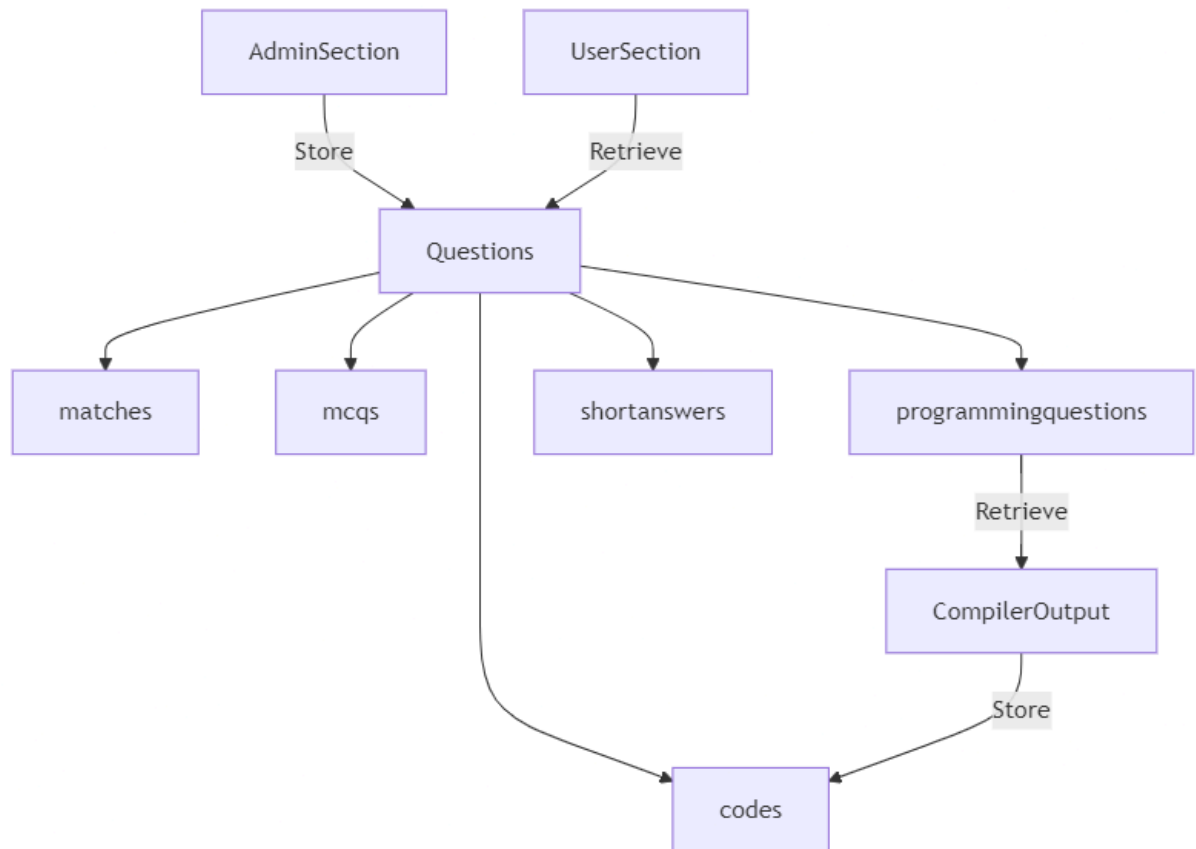 AdminSection
UserSection
Store
Retrieve
Questions
matches
mcqs
shortanswers
programmingquestions
Retrieve
CompilerOutput
Store
codes